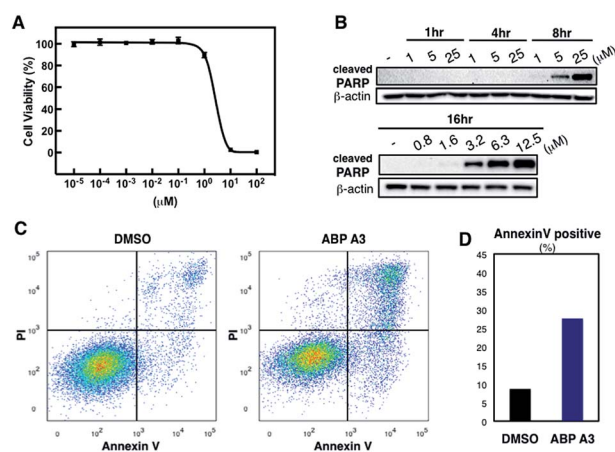 A
Cell Viability (%)
100
80
60
40
20
0
10-5 10-4 10-3 10-2 10-1 100 101 102
(μM)
B
1hr 4hr 8hr
- 1 5 25 1 5 25 1 5 25 (μM)
cleaved
PARP
β-actin
16hr
- 0.8 1.6 3.2 6.3 12.5 (μM)
cleaved
PARP
β-actin
C
DMSO
PI
10⁵
10⁴
10³
10²
0
0 10² 10³ 10⁴ 10⁵
Annexin V
ABP A3
PI
10⁵
10⁴
10³
10²
0
0 10² 10³ 10⁴ 10⁵
Annexin V
D
AnnexinV positive
(%)
45
40
35
30
25
20
15
10
5
0
DMSO ABP A3